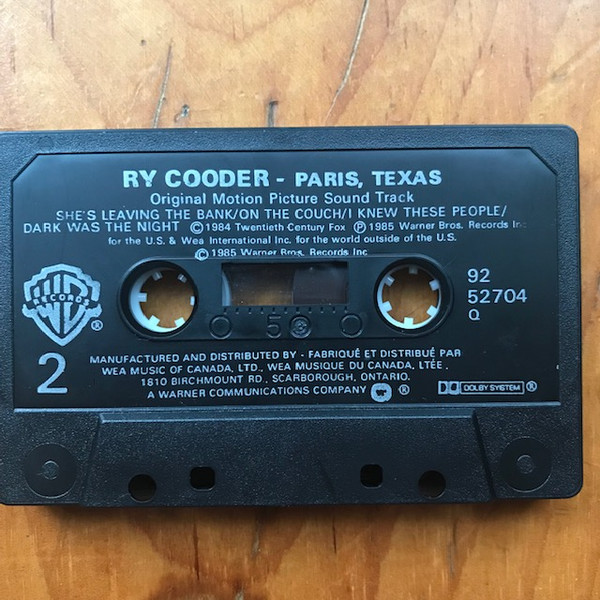 RY COODER - PARIS, TEXAS
Original Motion Picture Sound Track
SHE'S LEAVING THE BANK/ON THE COUCH/I KNEW THESE PEOPLE/
DARK WAS THE NIGHT Ⓒ 1984 Twentieth Century Fox Ⓟ 1985 Warner Bros. Records Inc
for the U.S. & Wea International Inc. for the world outside of the U.S.
Ⓒ 1985 Warner Bros. Records Inc
WB
RECORDS
®
92
52704
Q
5
2
MANUFACTURED AND DISTRIBUTED BY - FABRIQUÉ ET DISTRIBUÉ PAR
WEA MUSIC OF CANADA, LTD., WEA MUSIQUE DU CANADA, LTÉE.
1810 BIRCHMOUNT RD., SCARBOROUGH, ONTARIO.
A WARNER COMMUNICATIONS COMPANY ®
DOLBY SYSTEM ®